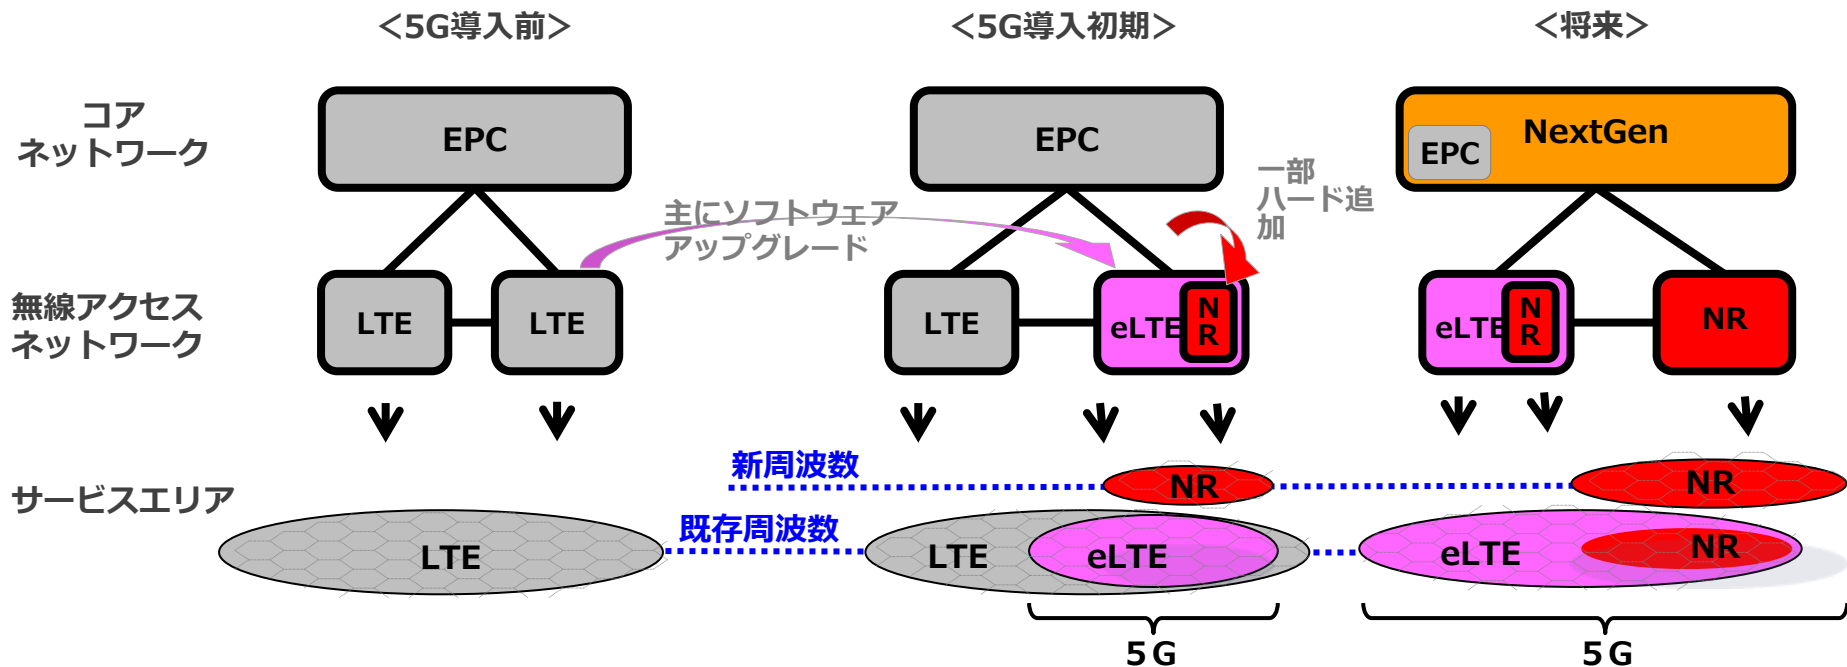 <5G導入前>
<5G導入初期>
<将来>
コア
ネットワーク
EPC
EPC
NextGen
EPC
一部
ハード追
加
主にソフトウェア
アップグレード
無線アクセス
ネットワーク
LTE
LTE
LTE
eLTE
N
R
eLTE
N
R
NR
サービスエリア
新周波数
NR
NR
既存周波数
LTE
LTE
eLTE
eLTE
NR
5G
5G